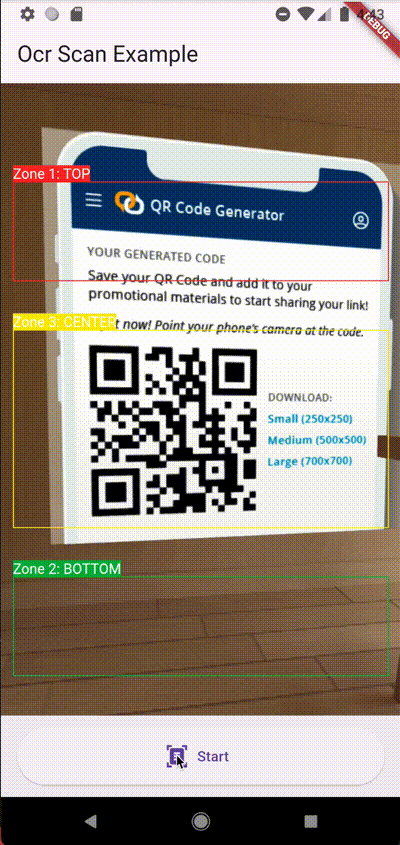 4:43
DEBUG
Ocr Scan Example
Zone 1: TOP
QR Code Generator
YOUR GENERATED CODE
Save your QR Code and add it to your
promotional materials to start sharing your link!
Zone 3: CENTER
t now! Point your phone's camera at the code.
DOWNLOAD:
Small (250x250)
Medium (500x500)
Large (700x700)
Zone 2: BOTTOM
Start